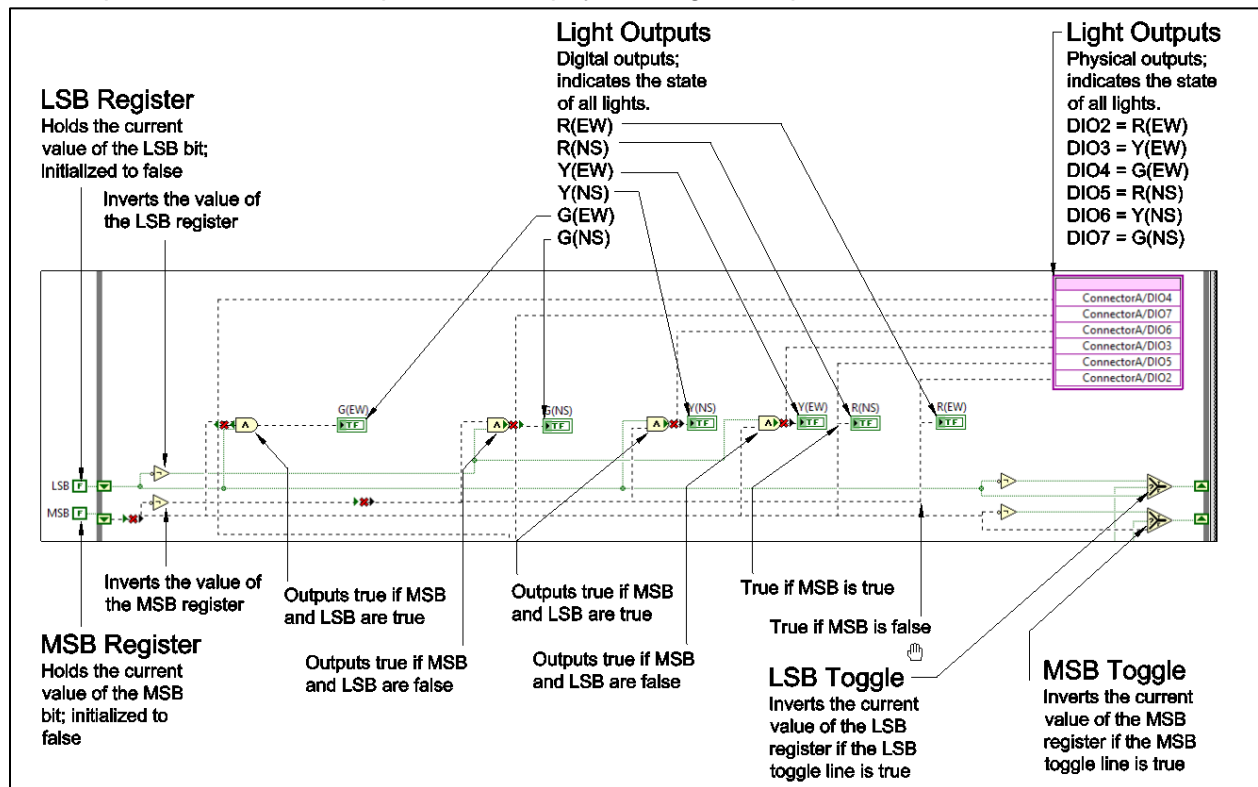 LSB Register
Holds the current
value of the LSB bit;
initialized to false
Inverts the value of
the LSB register
Light Outputs
Digital outputs;
indicates the state
of all lights.
R(EW)
R(NS)
Y(EW)
Y(NS)
G(EW)
G(NS)
Light Outputs
Physical outputs;
indicates the state
of all lights.
DIO2 = R(EW)
DIO3 = Y(EW)
DIO4 = G(EW)
DIO5 = R(NS)
DIO6 = Y(NS)
DIO7 = G(NS)
ConnectorA/DIO4
ConnectorA/DIO7
ConnectorA/DIO6
ConnectorA/DIO3
ConnectorA/DIO5
ConnectorA/DIO2
G(EW)
TF
G(NS)
TF
Y(NS)
TF
Y(EW)
TF
R(NS)
TF
R(EW)
TF
LSB F
MSB F
Inverts the value of
the MSB register
MSB Register
Holds the current
value of the MSB
bit; initialized to
false
Outputs true if MSB
and LSB are true
Outputs true if MSB
and LSB are false
Outputs true if MSB
and LSB are true
Outputs true if MSB
and LSB are false
True if MSB is true
True if MSB is false
LSB Toggle
Inverts the current
value of the LSB
register if the LSB
toggle line is true
MSB Toggle
Inverts the current
value of the MSB
register if the MSB
toggle line is true